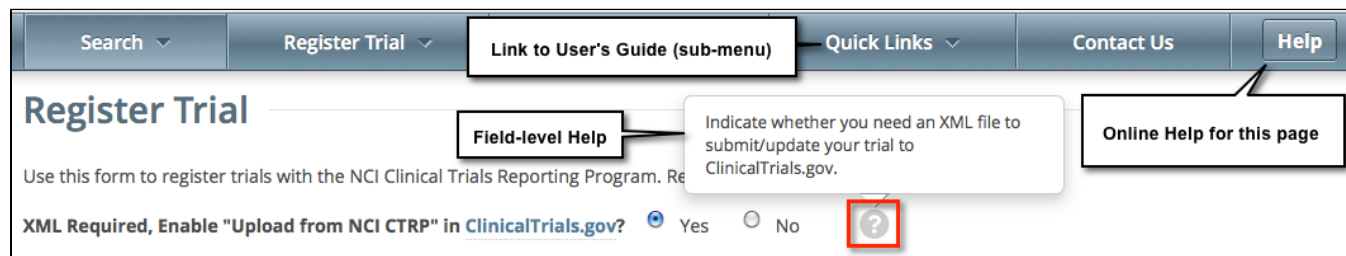 Search
Register Trial
Link to User's Guide (sub-menu)
Quick Links
Contact Us
Help
Register Trial
Field-level Help
Indicate whether you need an XML file to
submit/update your trial to
ClinicalTrials.gov.
Online Help for this page
Use this form to register trials with the NCI Clinical Trials Reporting Program. Re
XML Required, Enable "Upload from NCI CTRP" in ClinicalTrials.gov? Yes No ?